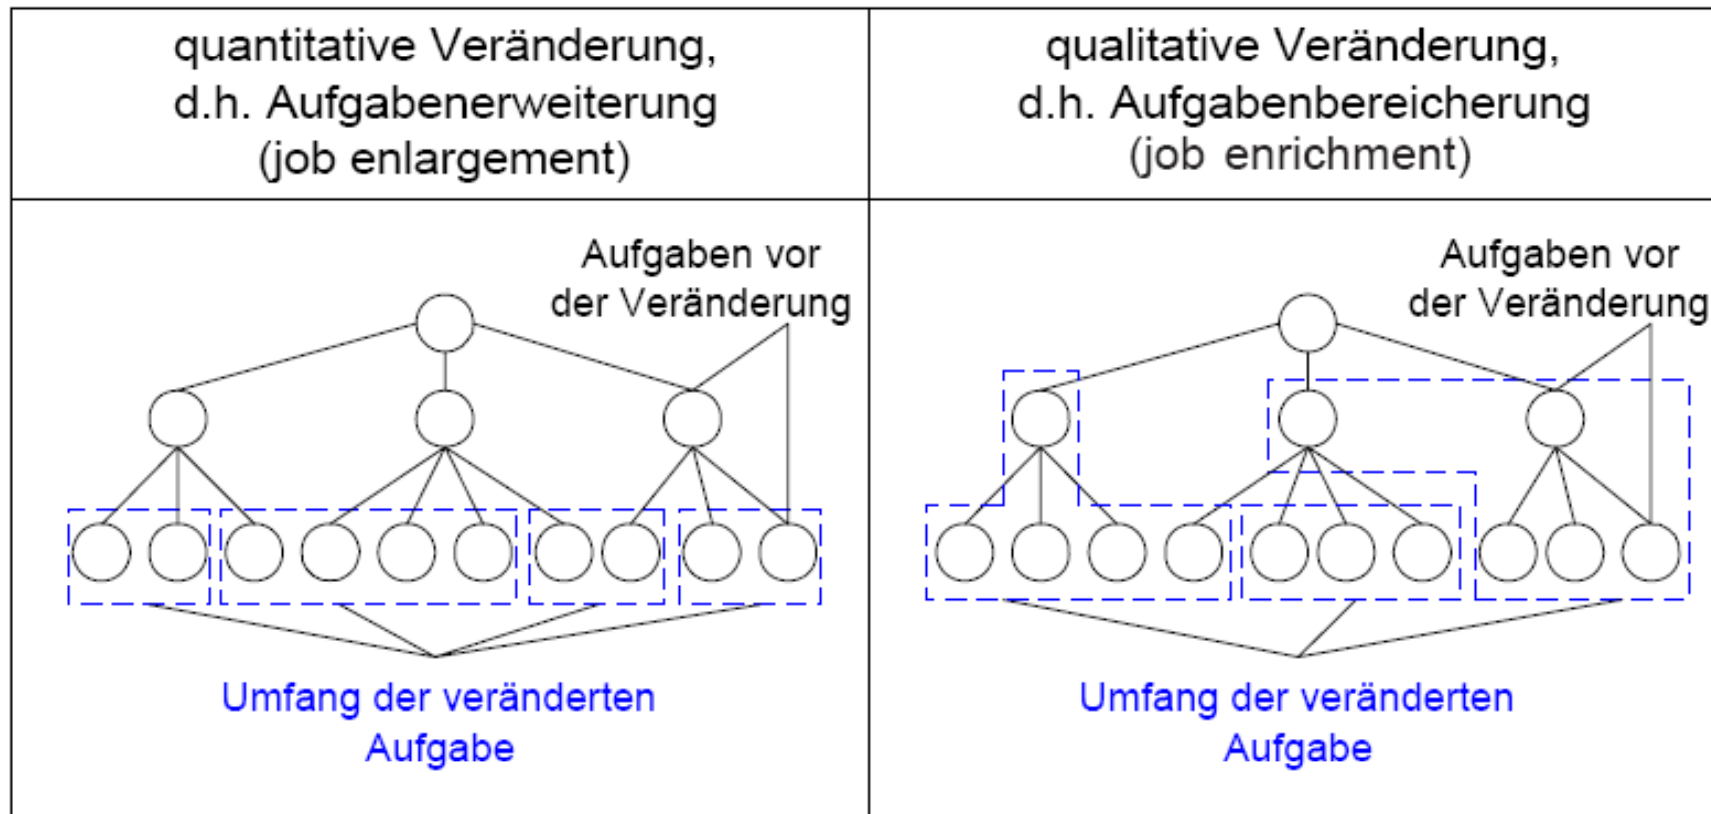 quantitative Veränderung,
d.h. Aufgabenerweiterung
(job enlargement)
qualitative Veränderung,
d.h. Aufgabenbereicherung
(job enrichment)
Aufgaben vor
der Veränderung
Umfang der veränderten
Aufgabe
Aufgaben vor
der Veränderung
Umfang der veränderten
Aufgabe